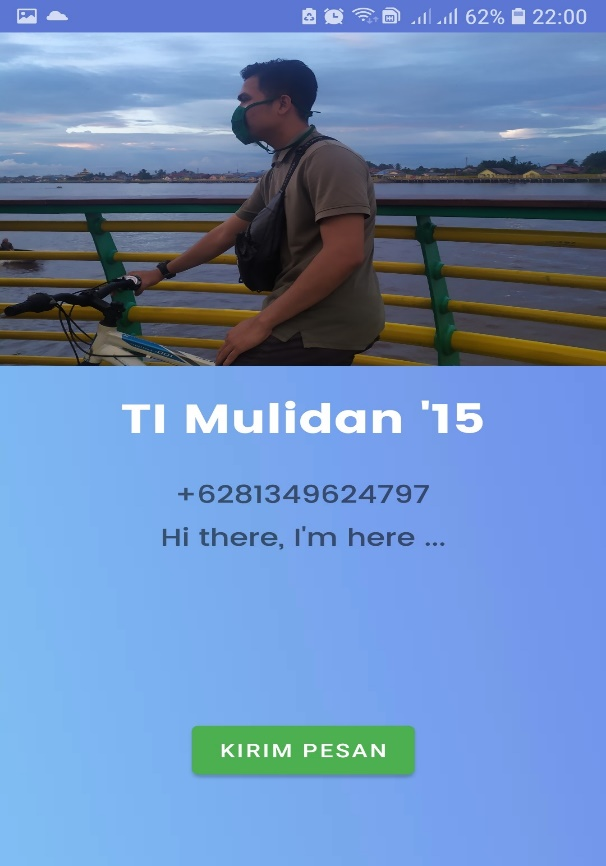 62% 22:00
TI Mulidan '15
+6281349624797
Hi there, I'm here ...
KIRIM PESAN